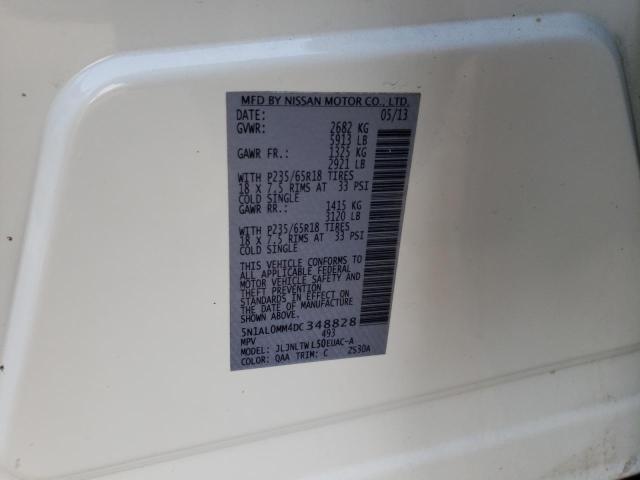 MFD BY NISSAN MOTOR CO., LTD.
DATE: 05/13
GVWR: 2682 KG
5913 LB
GAWR FR.: 1325 KG
2921 LB
WITH P235/65R18 TIRES
18 X 7.5 RIMS AT 33 PSI
COLD SINGLE
GAWR RR.: 1415 KG
3120 LB
WITH P235/65R18 TIRES
18 X 7.5 RIMS AT 33 PSI
COLD SINGLE
THIS VEHICLE CONFORMS TO
ALL APPLICABLE FEDERAL
MOTOR VEHICLE SAFETY AND
THEFT PREVENTION
STANDARDS IN EFFECT ON
THE DATE OF MANUFACTURE
SHOWN ABOVE.
5N1AL0MM4DC348828
MPV 493
MODEL: JLJNLTWL50EUAC-A
COLOR: QAA TRIM: C 2S30A